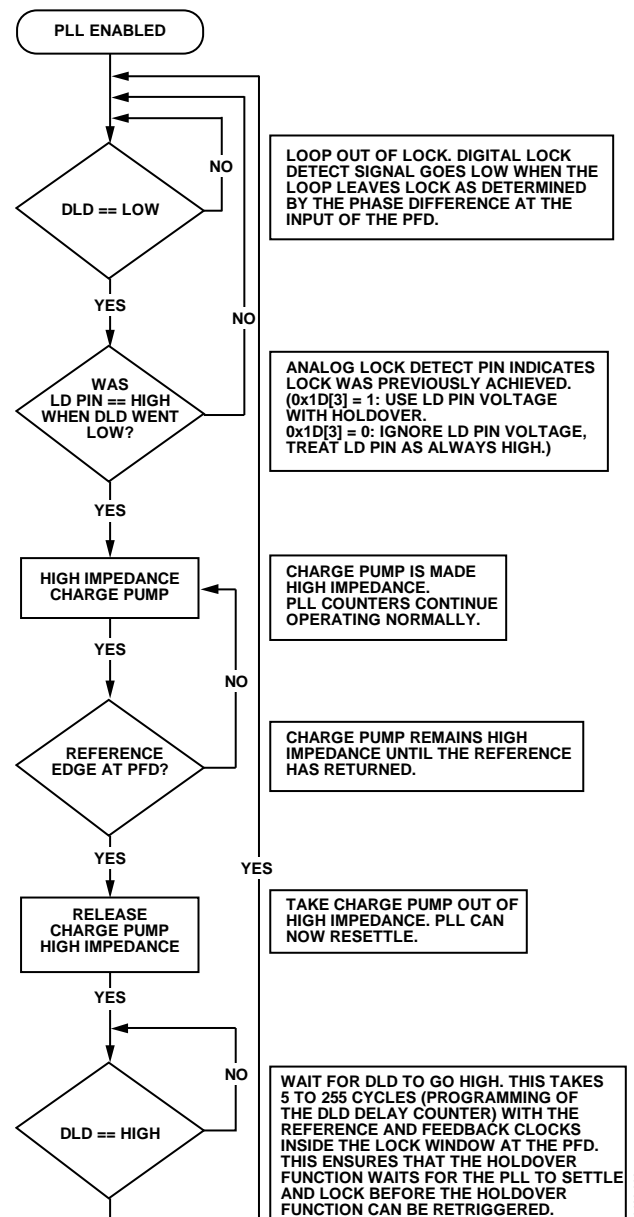 PLL ENABLED
NO
LOOP OUT OF LOCK. DIGITAL LOCK
DETECT SIGNAL GOES LOW WHEN THE
LOOP LEAVES LOCK AS DETERMINED
BY THE PHASE DIFFERENCE AT THE
INPUT OF THE PFD.
DLD == LOW
YES
NO
WAS
LD PIN == HIGH
WHEN DLD WENT
LOW?
ANALOG LOCK DETECT PIN INDICATES
LOCK WAS PREVIOUSLY ACHIEVED.
(0x1D[3] = 1: USE LD PIN VOLTAGE
WITH HOLDOVER.
0x1D[3] = 0: IGNORE LD PIN VOLTAGE,
TREAT LD PIN AS ALWAYS HIGH.)
YES
HIGH IMPEDANCE
CHARGE PUMP
CHARGE PUMP IS MADE
HIGH IMPEDANCE.
PLL COUNTERS CONTINUE
OPERATING NORMALLY.
YES
NO
REFERENCE
EDGE AT PFD?
CHARGE PUMP REMAINS HIGH
IMPEDANCE UNTIL THE REFERENCE
HAS RETURNED.
YES
YES
RELEASE
CHARGE PUMP
HIGH IMPEDANCE
TAKE CHARGE PUMP OUT OF
HIGH IMPEDANCE. PLL CAN
NOW RESETTLE.
YES
NO
DLD == HIGH
WAIT FOR DLD TO GO HIGH. THIS TAKES
5 TO 255 CYCLES (PROGRAMMING OF
THE DLD DELAY COUNTER) WITH THE
REFERENCE AND FEEDBACK CLOCKS
INSIDE THE LOCK WINDOW AT THE PFD.
THIS ENSURES THAT THE HOLDOVER
FUNCTION WAITS FOR THE PLL TO SETTLE
AND LOCK BEFORE THE HOLDOVER
FUNCTION CAN BE RETRIGGERED.